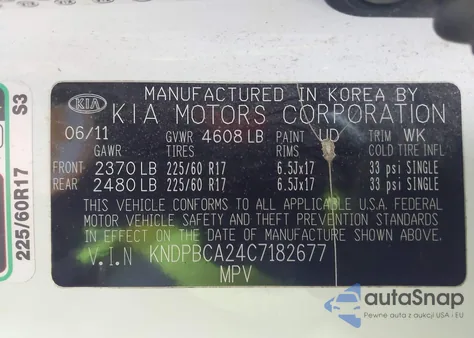 MANUFACTURED IN KOREA BY
KIA KIA MOTORS CORPORATION
06/11 GVWR 4608 LB PAINT UD TRIM WK
GAWR TIRES RIMS COLD TIRE INFL
FRONT 2370 LB 225/60 R17 6.5Jx17 33 psi SINGLE
REAR 2480 LB 225/60 R17 6.5Jx17 33 psi SINGLE
THIS VEHICLE CONFORMS TO ALL APPLICABLE U.S.A. FEDERAL
MOTOR VEHICLE SAFETY AND THEFT PREVENTION STANDARDS
IN EFFECT ON THE DATE OF MANUFACTURE SHOWN ABOVE.
V.I.N KNDPBCA24C7182677
MPV
225/60R17 S3
autoSnap
Pewne auta z aukcji USA i EU